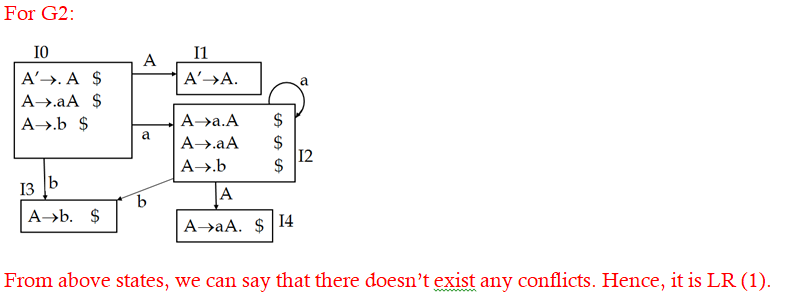 For G2:
I0
A
I1
A′→. A $
A→.aA $
A→.b $
A′→A.
a
a
A→a.A $
A→.aA $
A→.b $
I2
I3
b
b
A
A→b. $
A→aA. $
I4
From above states, we can say that there doesn't exist any conflicts. Hence, it is LR (1).